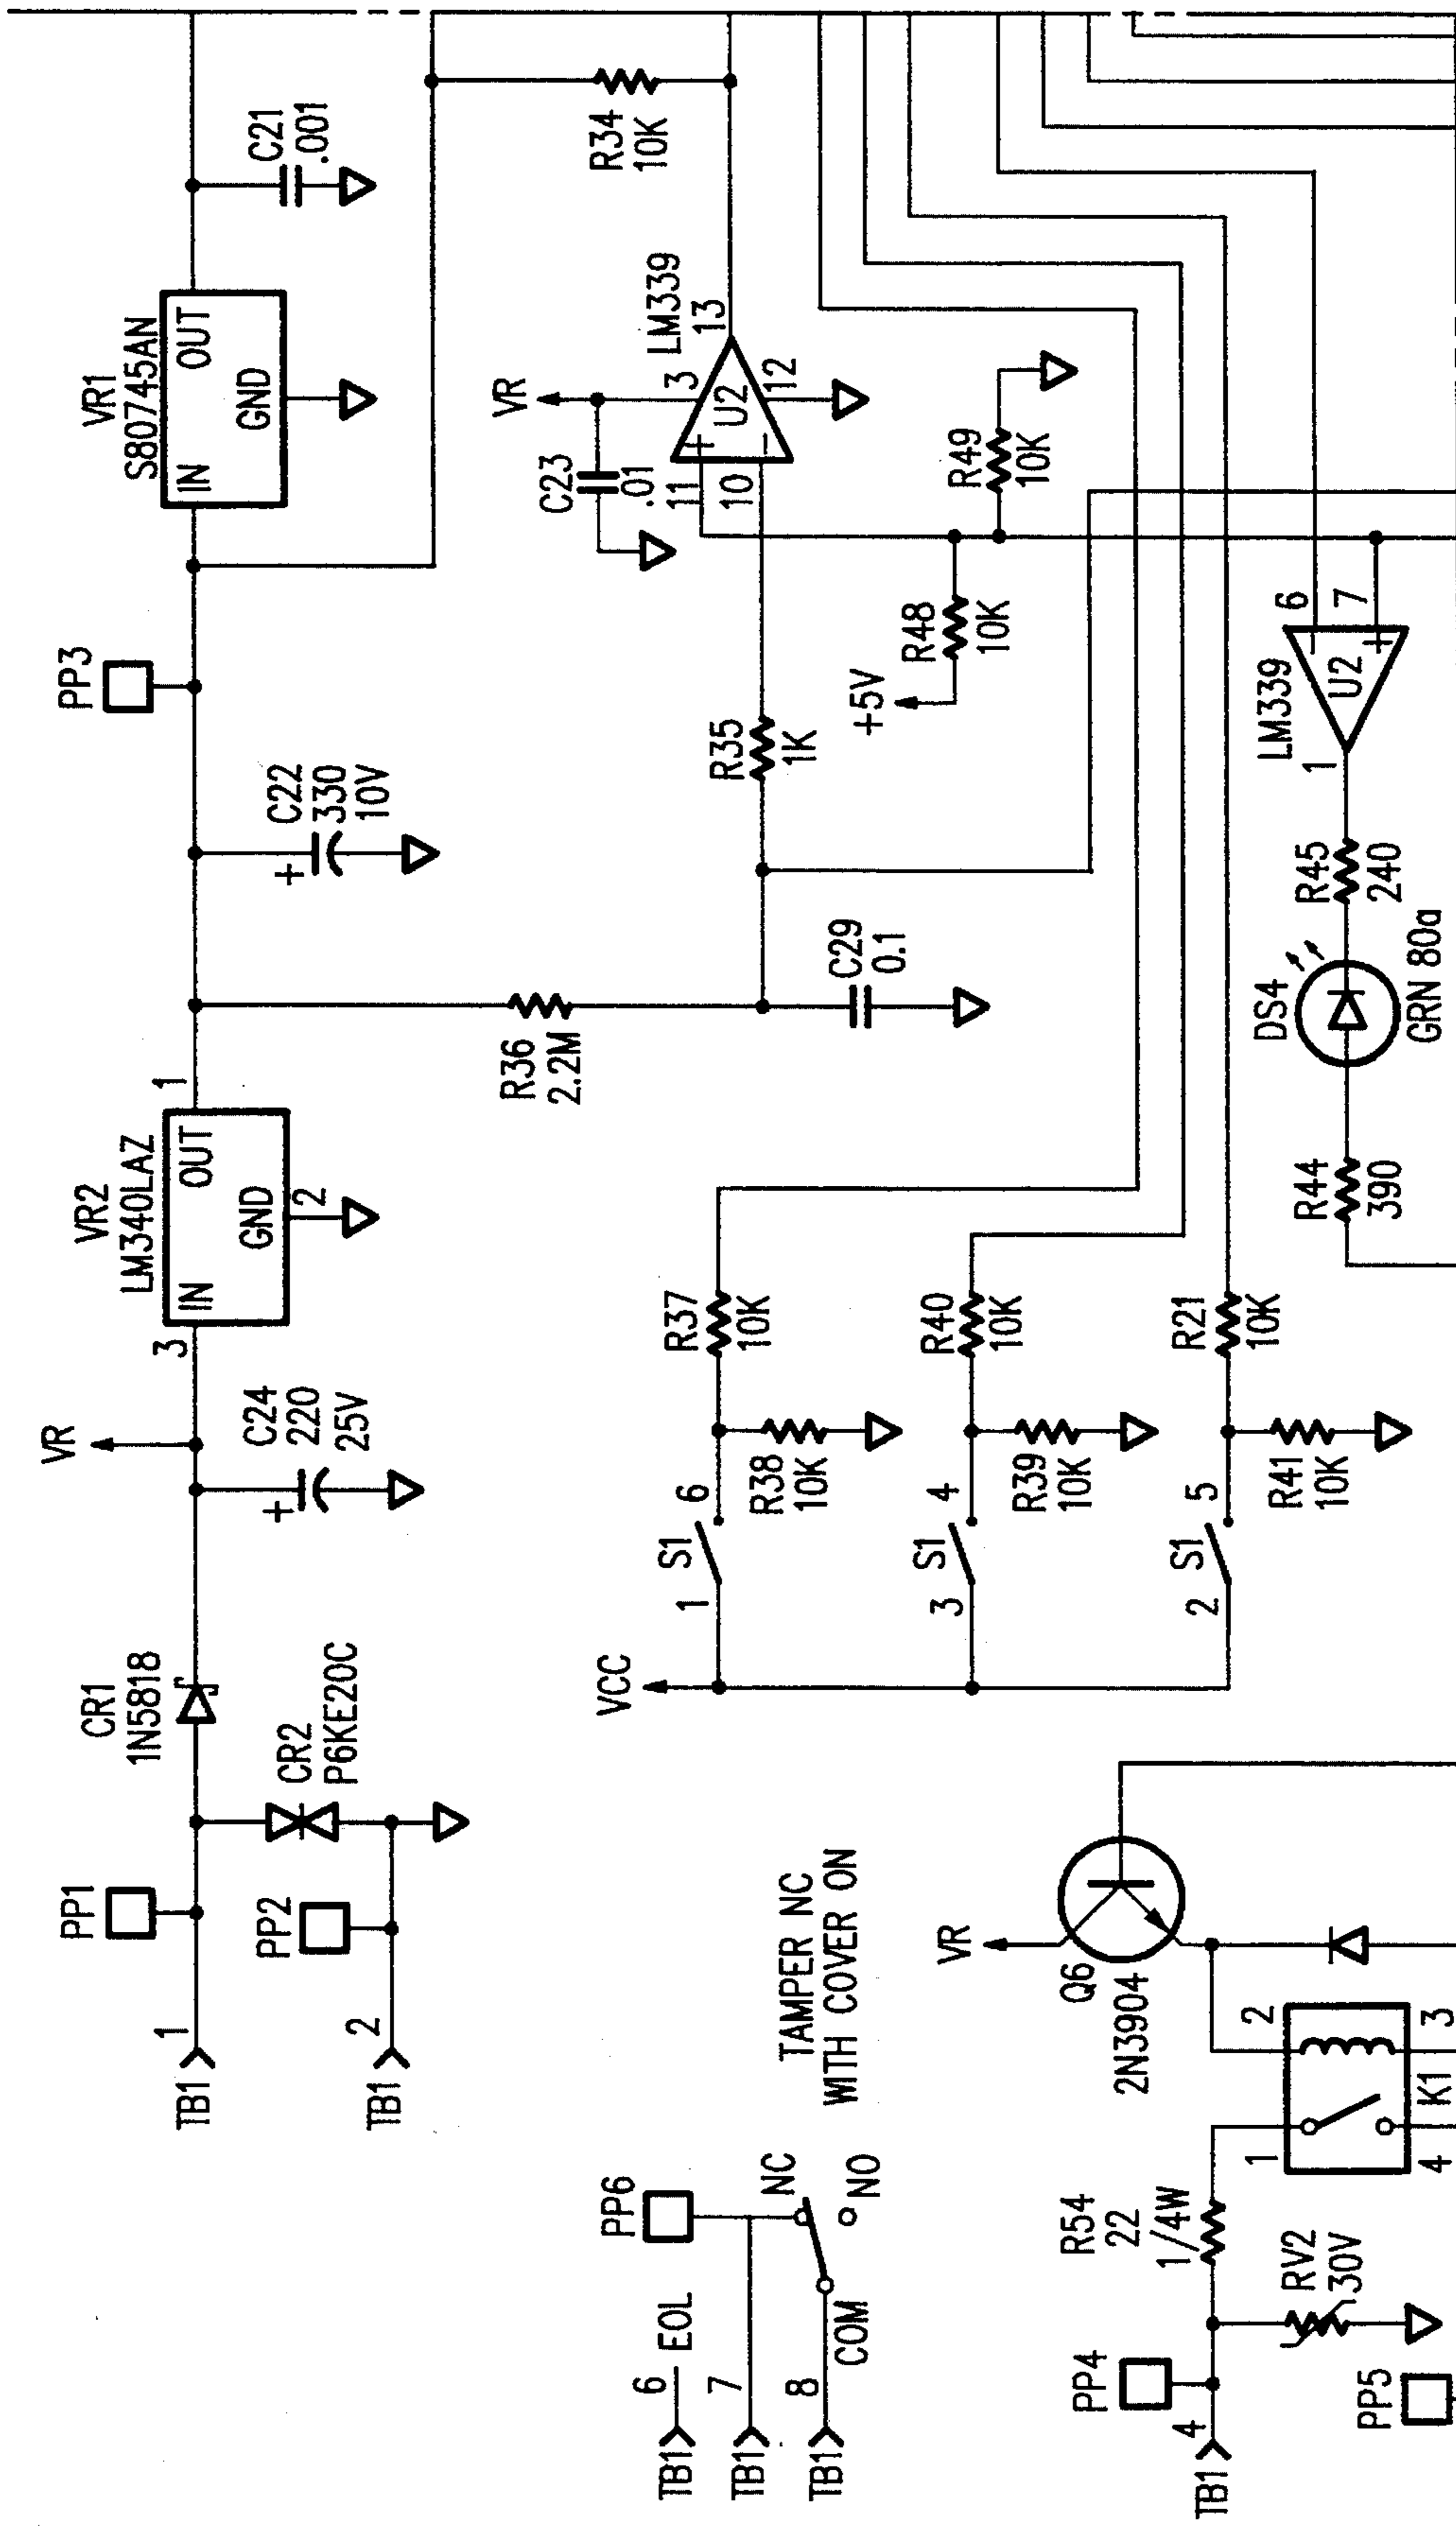 TB1
1
PP1
CR1
1N5818
CR2
P6KE20C
PP2
TB1
2
VR
C24
220
25V
+
VR2
LM340LAZ
3
IN
OUT
1
GND
2
C22
330
10V
+
PP3
VR1
S80745AN
IN
OUT
GND
C21
.001
R36
2.2M
C29
0.1
R35
1K
VR
C23
.01
LM339
3
11
+
U2
13
10
−
12
R34
10K
+5V
R48
10K
R49
10K
PP6
TB1
6
EOL
TB1
7
NC
NO
TB1
8
COM
TAMPER NC
WITH COVER ON
VCC
S1
1
6
R37
10K
R38
10K
S1
3
4
R40
10K
R39
10K
S1
2
5
R21
10K
R41
10K
VR
Q6
2N3904
R44
390
DS4
GRN 80a
R45
240
LM339
1
U2
−
6
+
7
PP4
TB1
4
R54
22
1/4W
RV2
30V
PP5
1
2
4
K1
3